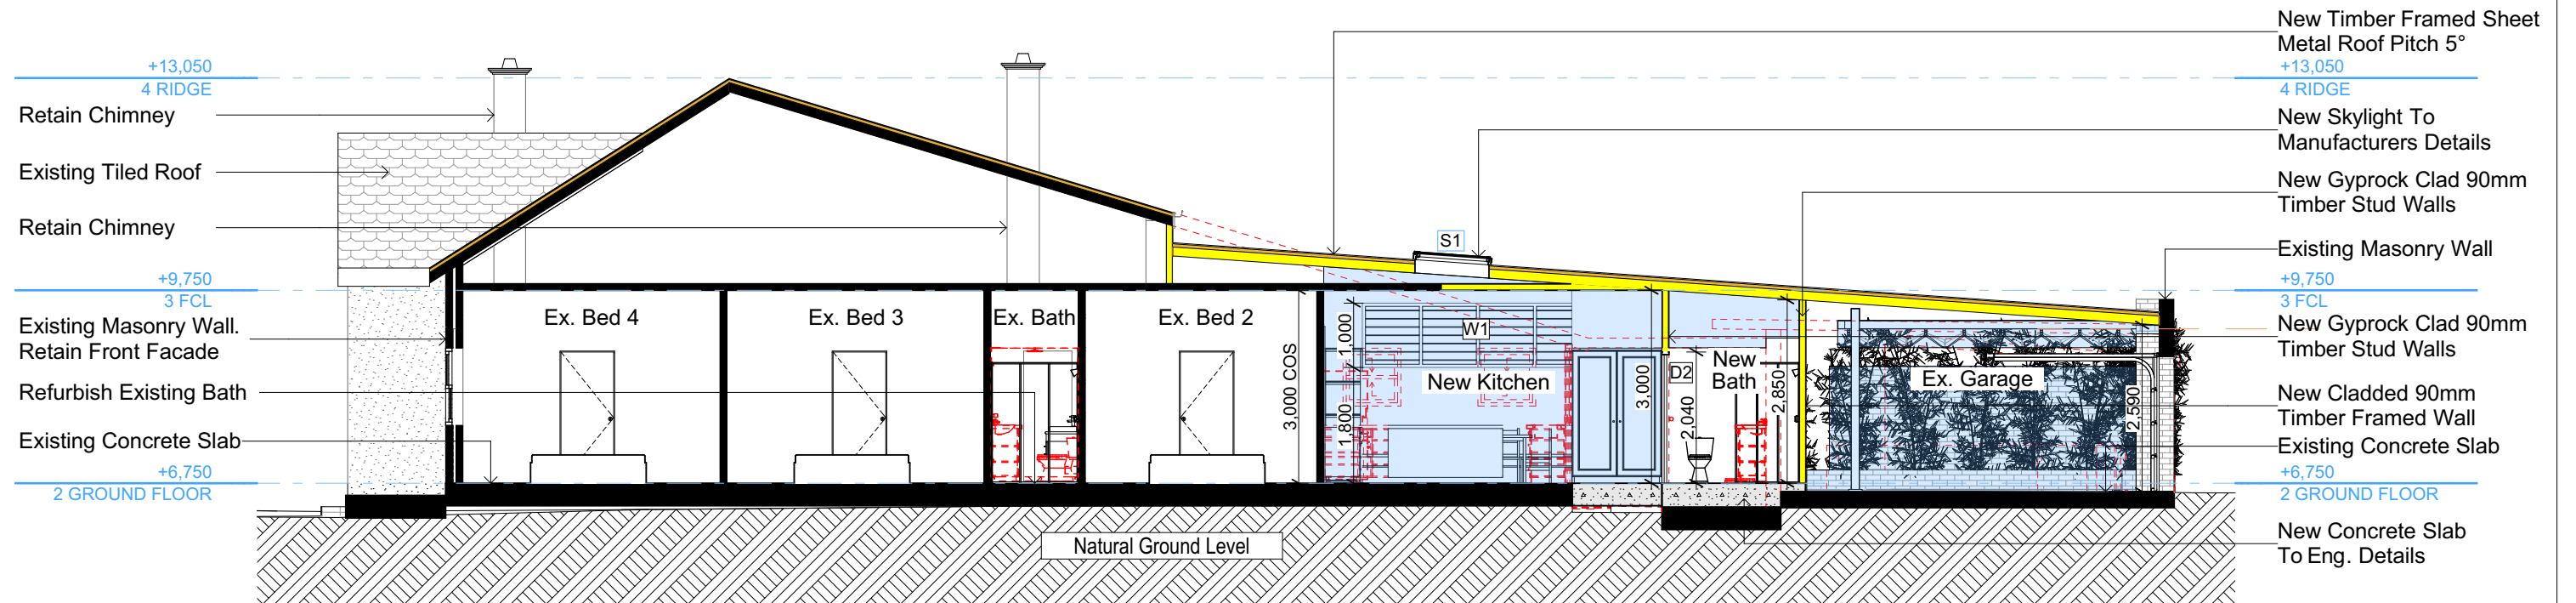 +13,050
4 RIDGE
Retain Chimney
Existing Tiled Roof
Retain Chimney
+9,750
3 FCL
Existing Masonry Wall.
Retain Front Facade
Refurbish Existing Bath
Existing Concrete Slab
+6,750
2 GROUND FLOOR
Ex. Bed 4
Ex. Bed 3
Ex. Bath
Ex. Bed 2
3,000 COS
1,000
1,800
W1
S1
New Kitchen
3,000
D2
2,040
New
Bath
2,850
Ex. Garage
2,590
Natural Ground Level
New Timber Framed Sheet
Metal Roof Pitch 5°
+13,050
4 RIDGE
New Skylight To
Manufacturers Details
New Gyprock Clad 90mm
Timber Stud Walls
Existing Masonry Wall
+9,750
3 FCL
New Gyprock Clad 90mm
Timber Stud Walls
New Cladded 90mm
Timber Framed Wall
Existing Concrete Slab
+6,750
2 GROUND FLOOR
New Concrete Slab
To Eng. Details